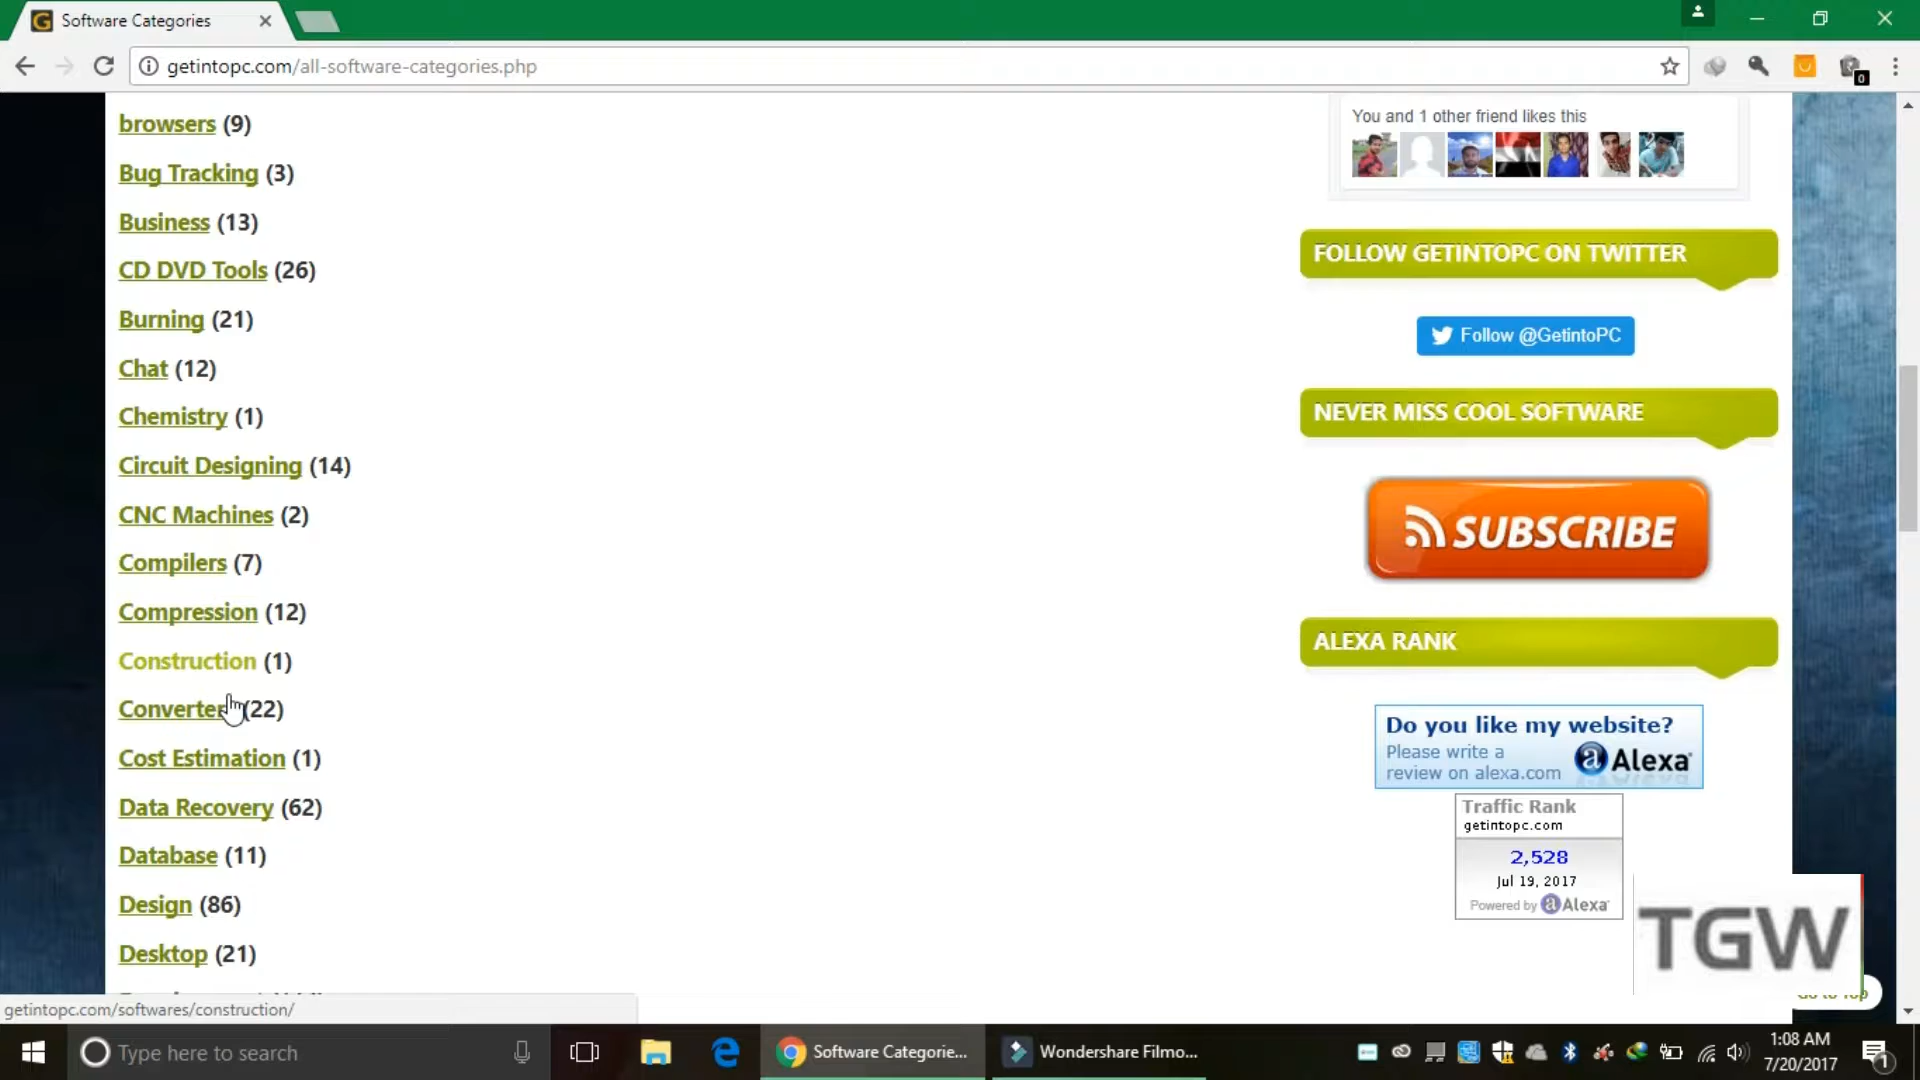 Software Categories
getintopc.com/all-software-categories.php
0
browsers (9)
Bug Tracking (3)
Business (13)
CD DVD Tools (26)
Burning (21)
Chat (12)
Chemistry (1)
Circuit Designing (14)
CNC Machines (2)
Compilers (7)
Compression (12)
Construction (1)
Converter (22)
Cost Estimation (1)
Data Recovery (62)
Database (11)
Design (86)
Desktop (21)
You and 1 other friend likes this
FOLLOW GETINTOPC ON TWITTER
Follow @GetintoPC
NEVER MISS COOL SOFTWARE
SUBSCRIBE
ALEXA RANK
Do you like my website?
Please write a
review on alexa.com
Alexa
Traffic Rank
getintopc.com
2,528
Jul 19, 2017
Powered by Alexa
TGW
Go to Top
getintopc.com/softwares/construction/
Type here to search
Software Categorie...
Wondershare Filmo...
1:08 AM
7/20/2017
1